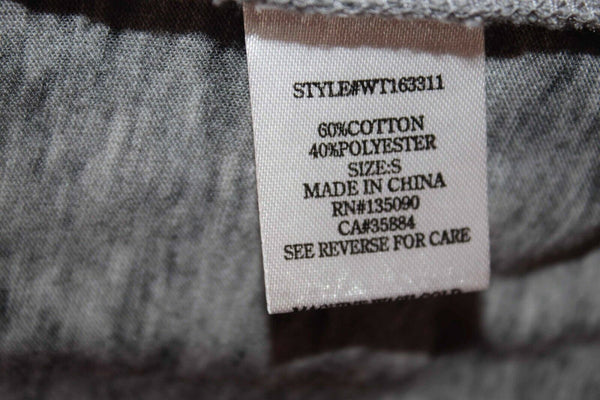 STYLE#WT163311
60%COTTON
40%POLYESTER
SIZE:S
MADE IN CHINA
RN#135090
CA#35884
SEE REVERSE FOR CARE